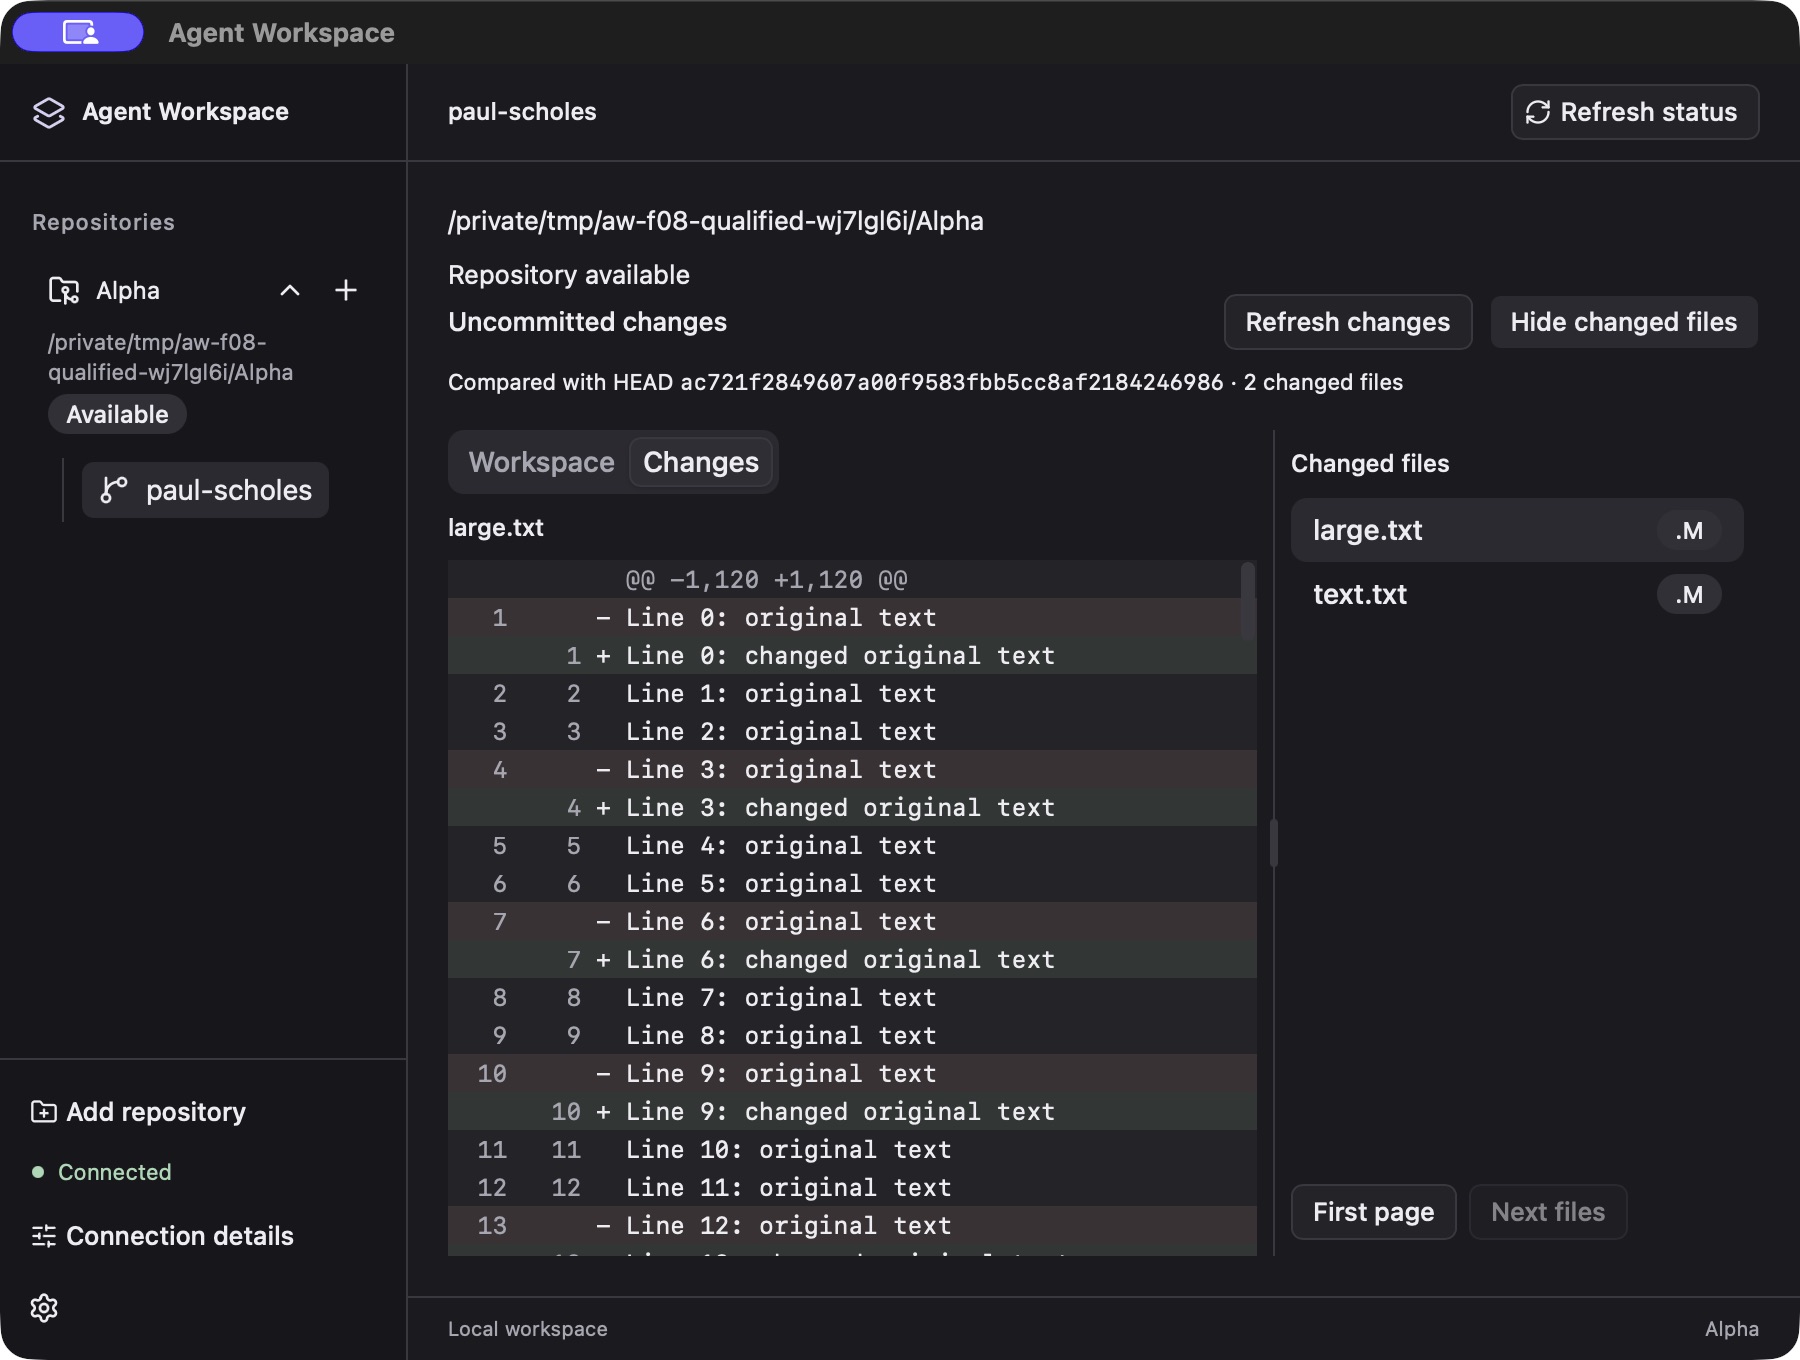 Agent Workspace
Agent Workspace
paul-scholes
Refresh status
Repositories
Alpha
/private/tmp/aw-f08-
qualified-wj7lgl6i/Alpha
Available
paul-scholes
/private/tmp/aw-f08-qualified-wj7lgl6i/Alpha
Repository available
Uncommitted changes
Refresh changes
Hide changed files
Compared with HEAD ac721f2849607a00f9583fbb5cc8af2184246986 · 2 changed files
Workspace
Changes
large.txt
@@ −1,120 +1,120 @@
1 − Line 0: original text
1 + Line 0: changed original text
2 2 Line 1: original text
3 3 Line 2: original text
4 − Line 3: original text
4 + Line 3: changed original text
5 5 Line 4: original text
6 6 Line 5: original text
7 − Line 6: original text
7 + Line 6: changed original text
8 8 Line 7: original text
9 9 Line 8: original text
10 − Line 9: original text
10 + Line 9: changed original text
11 11 Line 10: original text
12 12 Line 11: original text
13 − Line 12: original text
Changed files
large.txt .M
text.txt .M
First page
Next files
Add repository
Connected
Connection details
Local workspace
Alpha